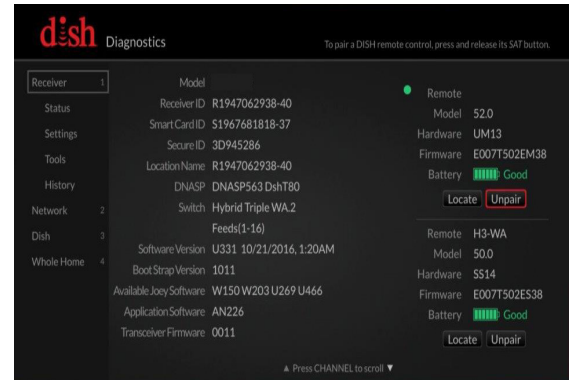 dish Diagnostics
To pair a DISH remote control, press and release its SAT button.
Receiver 1
Status
Settings
Tools
History
Network 2
Dish 3
Whole Home 4
Model
Receiver ID R1947062938-40
Smart Card ID S1967681818-37
Secure ID 3D945286
Location Name R1947062938-40
DNASP DNASP563 DshT80
Switch Hybrid Triple WA.2
Feeds(1-16)
Software Version U331 10/21/2016, 1:20AM
Boot Strap Version 1011
Available Joey Software W150 W203 U269 U466
Application Software AN226
Transceiver Firmware 0011
Remote
Model 52.0
Hardware UM13
Firmware E007T502EM38
Battery Good
Locate Unpair
Remote H3-WA
Model 50.0
Hardware SS14
Firmware E007T502ES38
Battery Good
Locate Unpair
▲ Press CHANNEL to scroll ▼